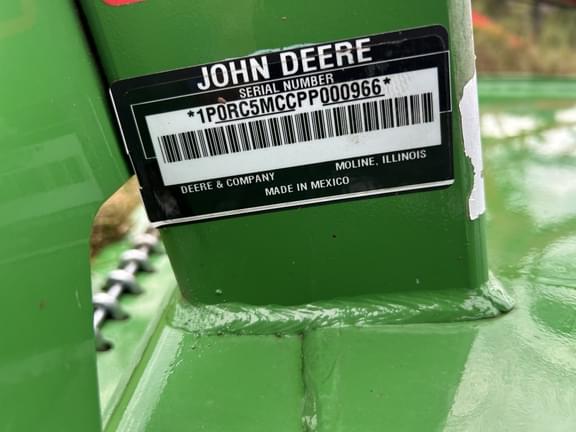 JOHN DEERE
SERIAL NUMBER
*1P0RC5MCCPP000966*
DEERE & COMPANY MOLINE, ILLINOIS
MADE IN MEXICO